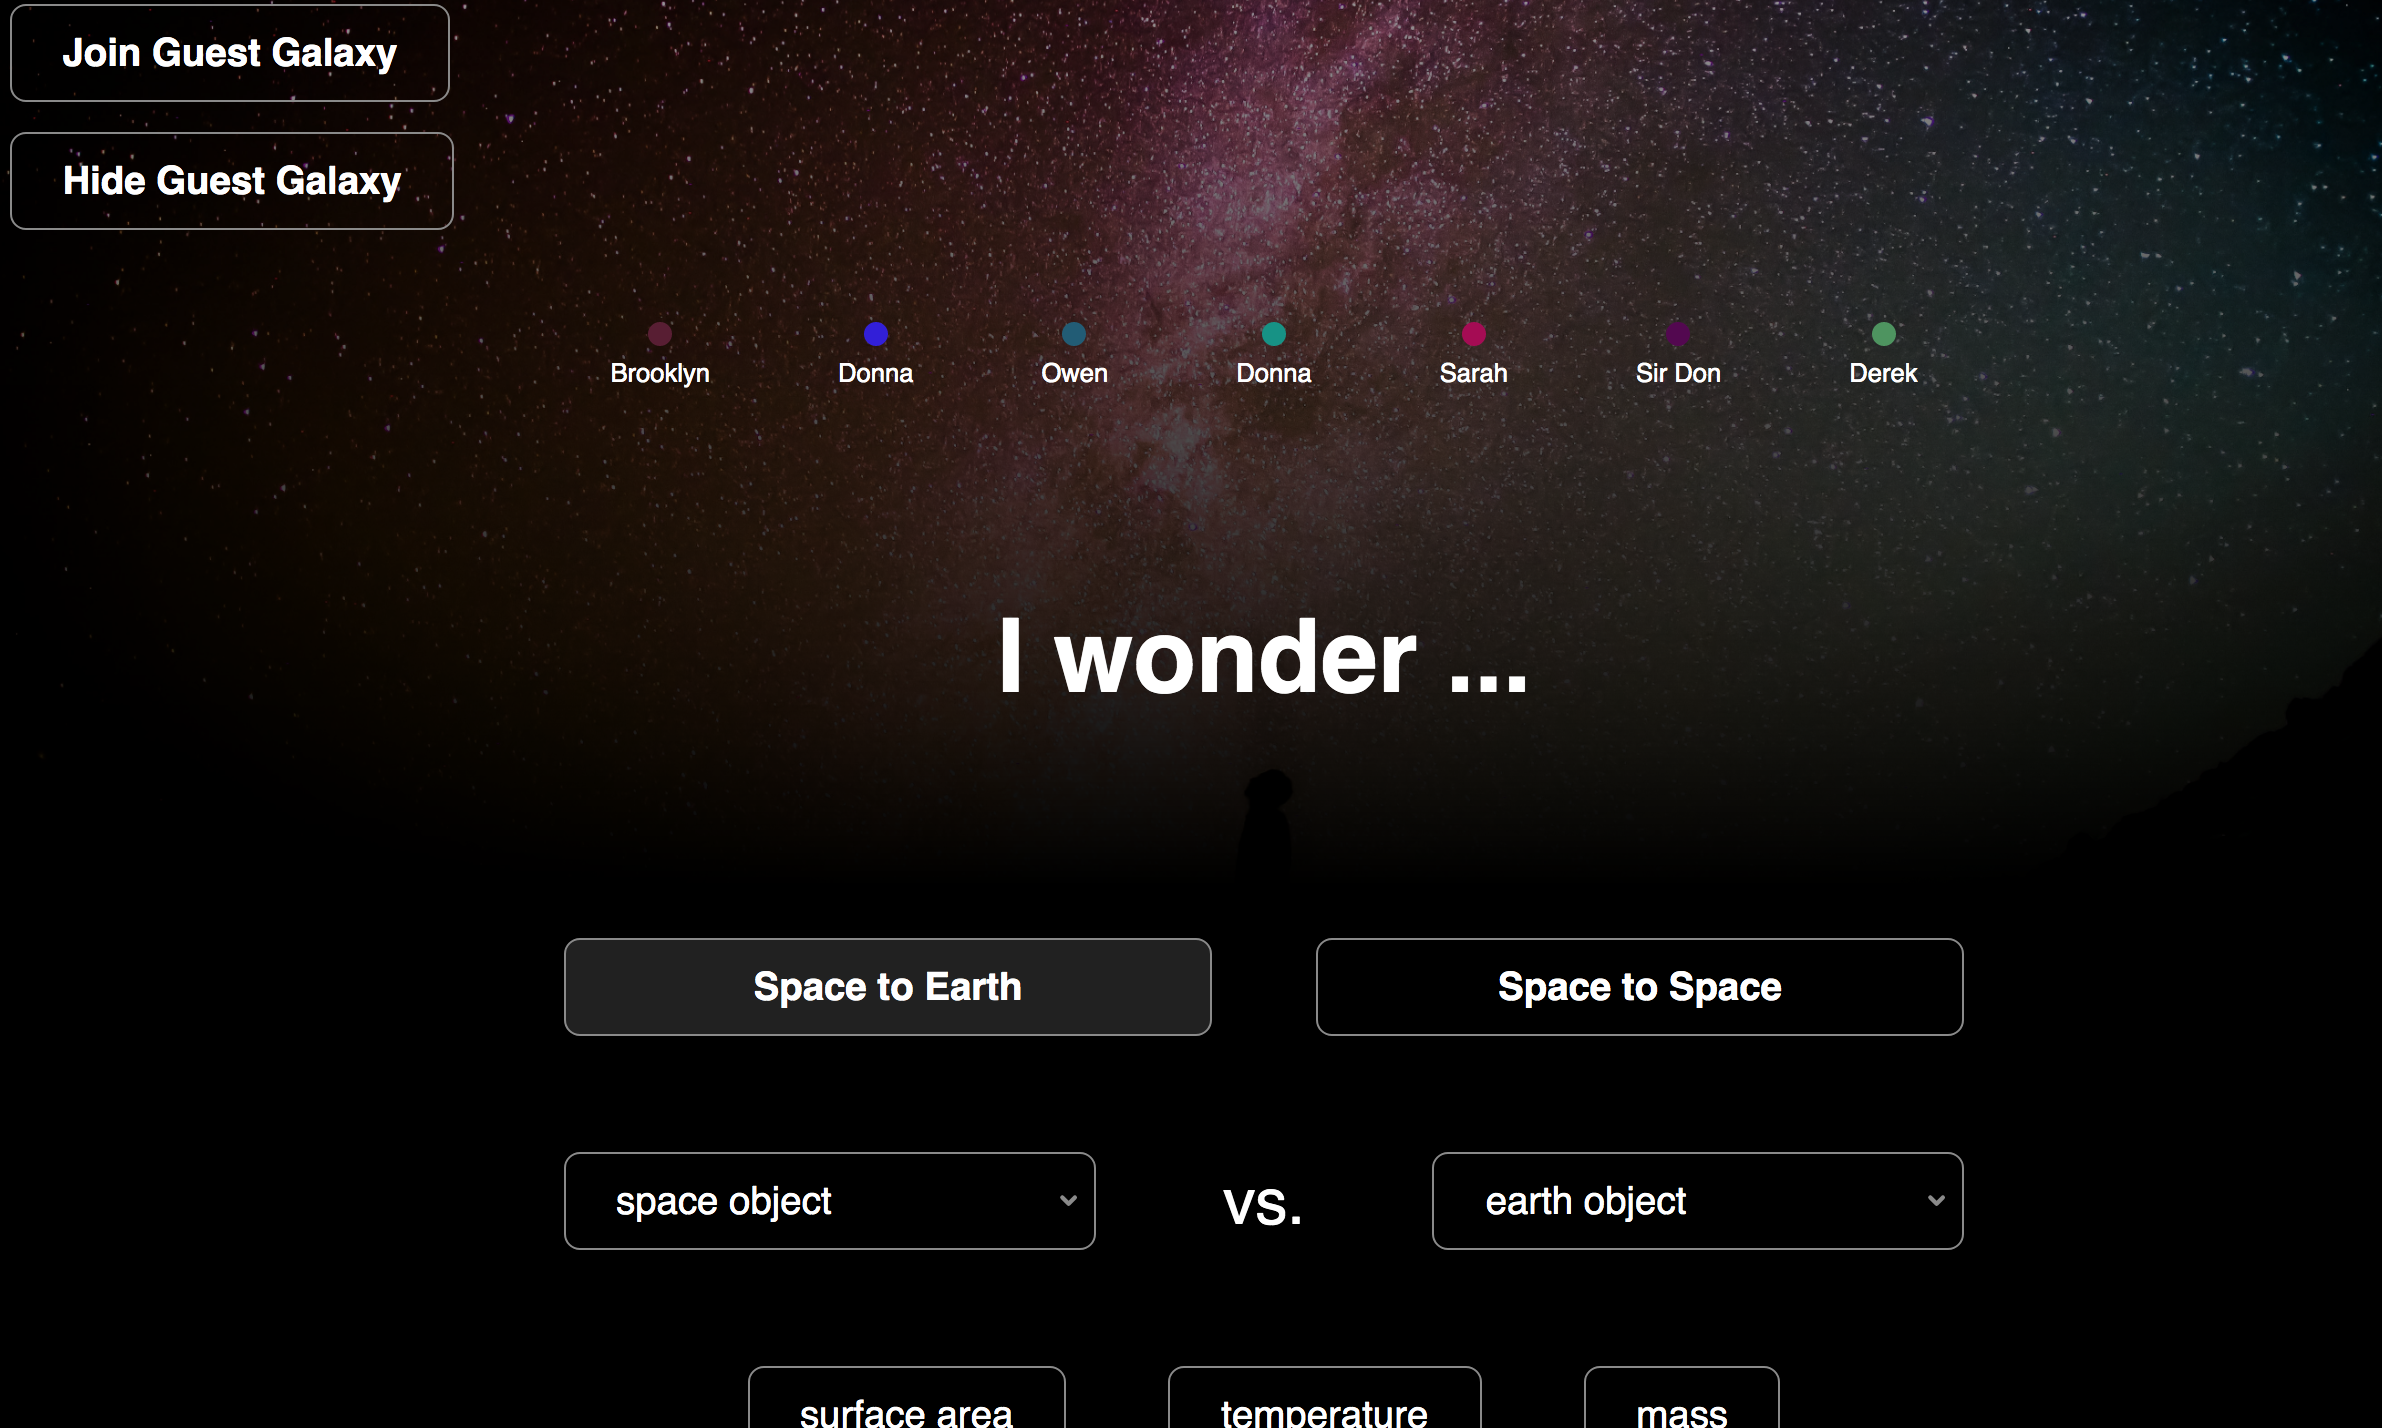 Join Guest Galaxy
Hide Guest Galaxy
Brooklyn Donna Owen Donna Sarah Sir Don Derek
I wonder ...
Space to Earth Space to Space
space object vs. earth object
surface area temperature mass